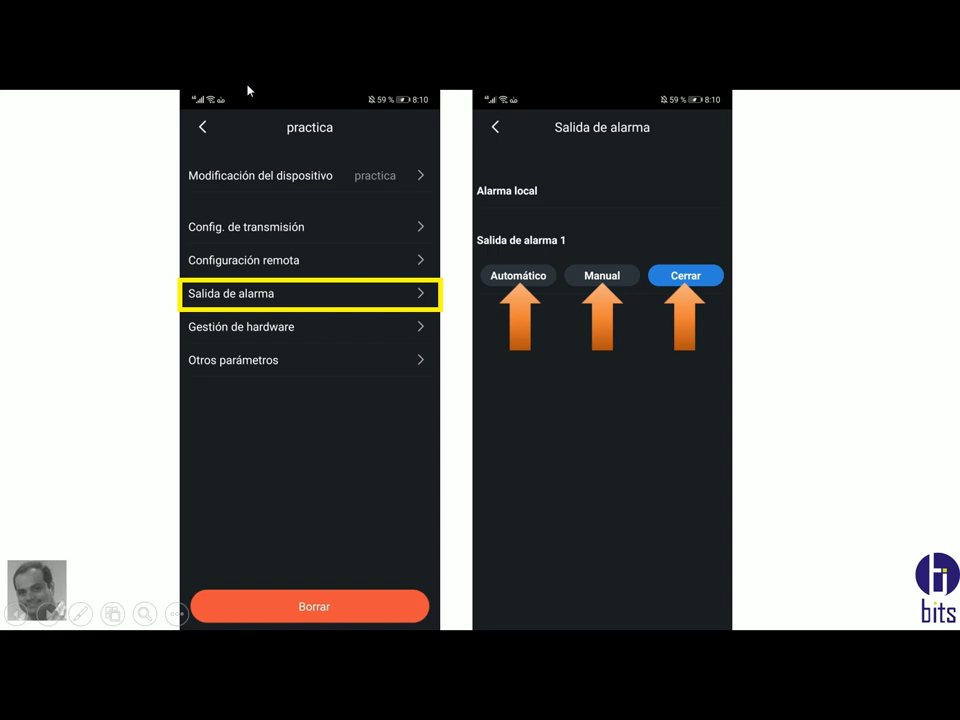 59 % 8:10
practica
Modificación del dispositivo practica
Config. de transmisión
Configuración remota
Salida de alarma
Gestión de hardware
Otros parámetros
Borrar
59 % 8:10
Salida de alarma
Alarma local
Salida de alarma 1
Automático Manual Cerrar
bits